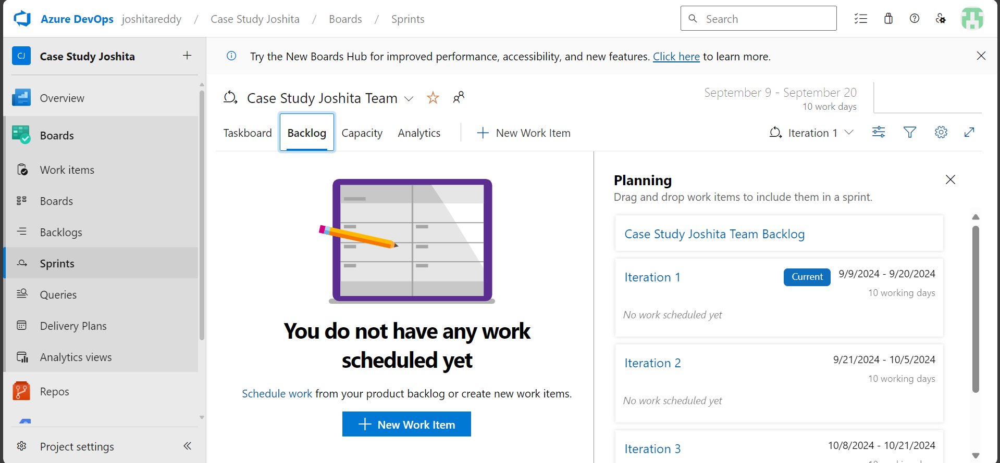 Azure DevOps joshitareddy / Case Study Joshita / Boards / Sprints
Search
CJ Case Study Joshita
Try the New Boards Hub for improved performance, accessibility, and new features. Click here to learn more.
Overview
Boards
Work items
Boards
Backlogs
Sprints
Queries
Delivery Plans
Analytics views
Repos
Project settings
Case Study Joshita Team
September 9 - September 20
10 work days
Taskboard Backlog Capacity Analytics New Work Item
Iteration 1
You do not have any work
scheduled yet
Schedule work from your product backlog or create new work items.
New Work Item
Planning
Drag and drop work items to include them in a sprint.
Case Study Joshita Team Backlog
Iteration 1 Current 9/9/2024 - 9/20/2024
10 working days
No work scheduled yet
Iteration 2 9/21/2024 - 10/5/2024
10 working days
No work scheduled yet
Iteration 3 10/8/2024 - 10/21/2024